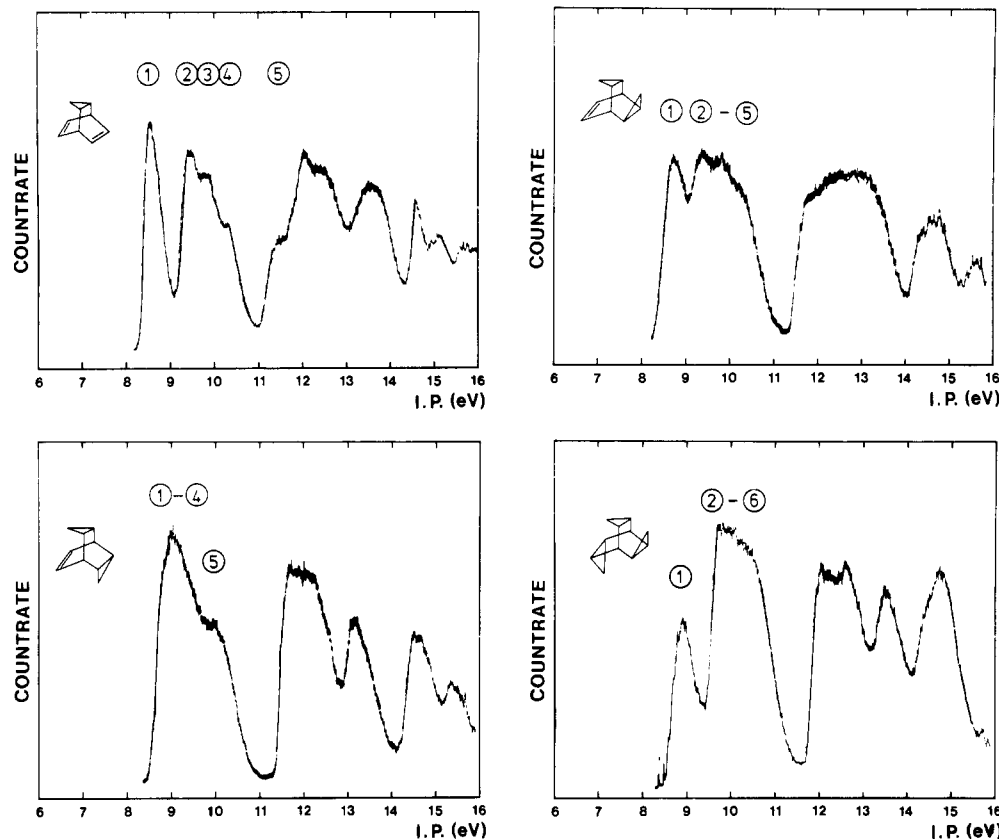 ① ②③④ ⑤
COUNTRATE
6 7 8 9 10 11 12 13 14 15 16
I.P. (eV)
① ② – ⑤
COUNTRATE
6 7 8 9 10 11 12 13 14 15 16
I.P. (eV)
① – ④
⑤
COUNTRATE
6 7 8 9 10 11 12 13 14 15 16
I.P. (eV)
② – ⑥
①
COUNTRATE
6 7 8 9 10 11 12 13 14 15 16
I.P. (eV)